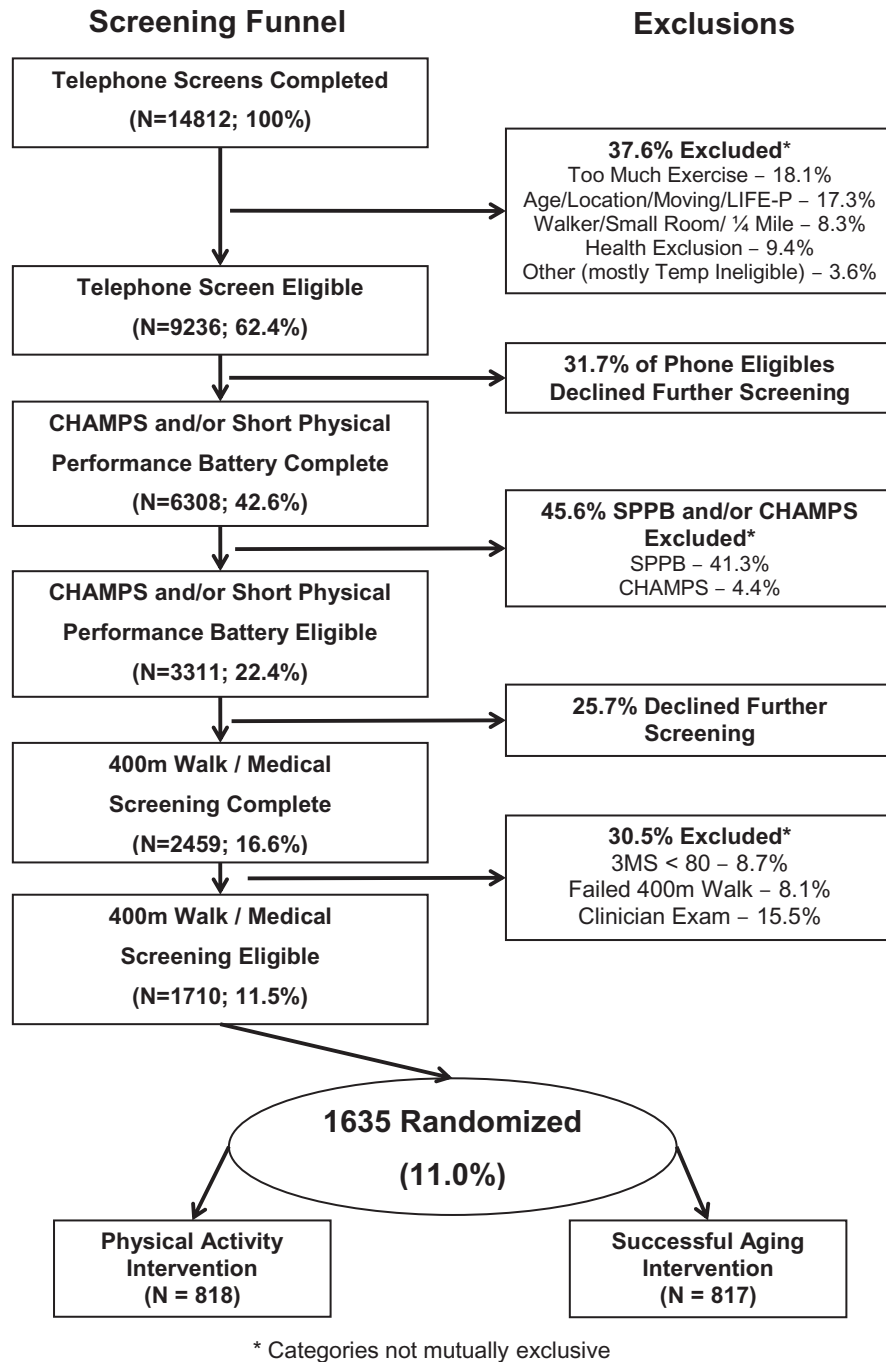 Screening Funnel
Exclusions
Telephone Screens Completed
(N=14812; 100%)
37.6% Excluded*
Too Much Exercise – 18.1%
Age/Location/Moving/LIFE-P – 17.3%
Walker/Small Room/ ¼ Mile – 8.3%
Health Exclusion – 9.4%
Other (mostly Temp Ineligible) – 3.6%
Telephone Screen Eligible
(N=9236; 62.4%)
31.7% of Phone Eligibles
Declined Further Screening
CHAMPS and/or Short Physical
Performance Battery Complete
(N=6308; 42.6%)
45.6% SPPB and/or CHAMPS
Excluded*
SPPB – 41.3%
CHAMPS – 4.4%
CHAMPS and/or Short Physical
Performance Battery Eligible
(N=3311; 22.4%)
25.7% Declined Further
Screening
400m Walk / Medical
Screening Complete
(N=2459; 16.6%)
30.5% Excluded*
3MS < 80 – 8.7%
Failed 400m Walk – 8.1%
Clinician Exam – 15.5%
400m Walk / Medical
Screening Eligible
(N=1710; 11.5%)
1635 Randomized
(11.0%)
Physical Activity
Intervention
(N = 818)
Successful Aging
Intervention
(N = 817)
* Categories not mutually exclusive